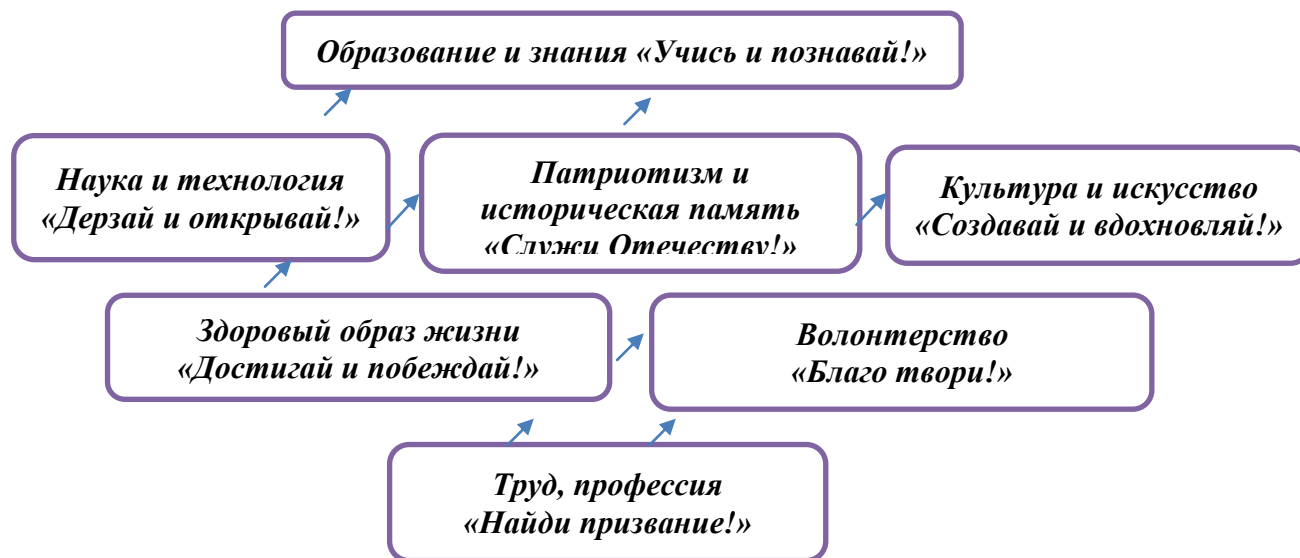 Образование и знания «Учись и познавай!»
Наука и технология
«Дерзай и открывай!»
Патриотизм и
историческая память
«Служи Отечеству!»
Культура и искусство
«Создавай и вдохновляй!»
Здоровый образ жизни
«Достигай и побеждай!»
Волонтерство
«Благо твори!»
Труд, профессия
«Найди призвание!»